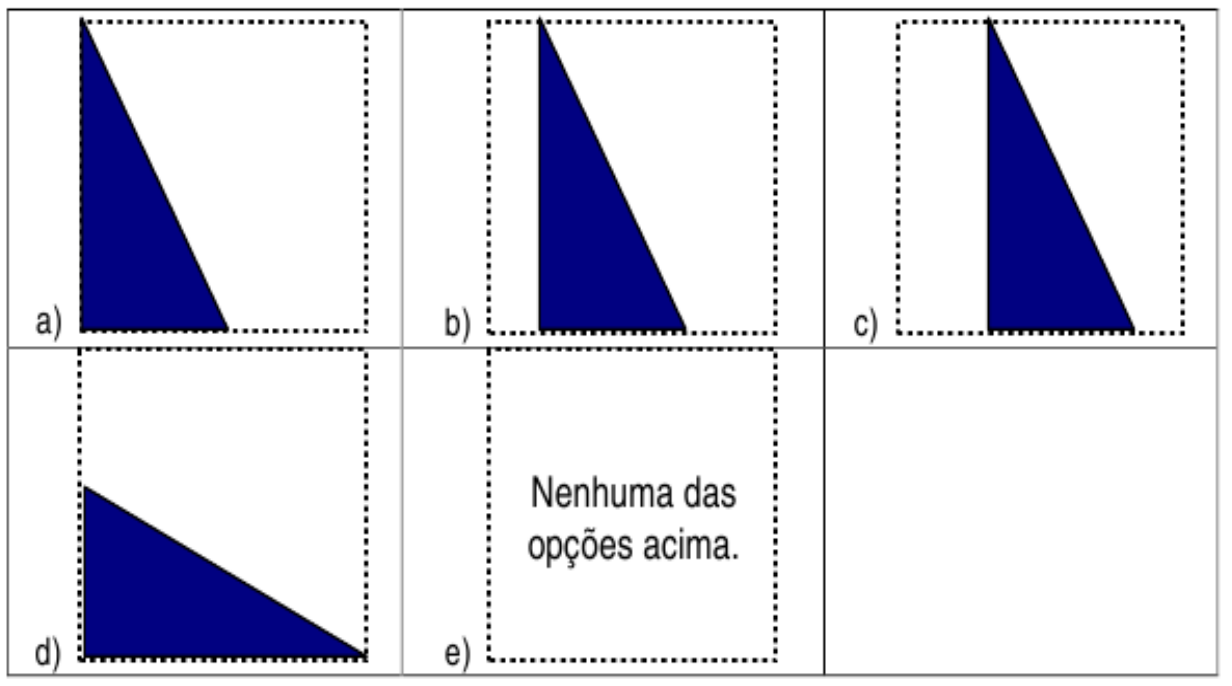 a)
b)
c)
d)
e)
Nenhuma das
opções acima.